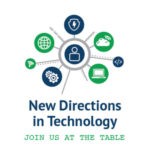 New Directions
in Technology
JOIN US AT THE TABLE